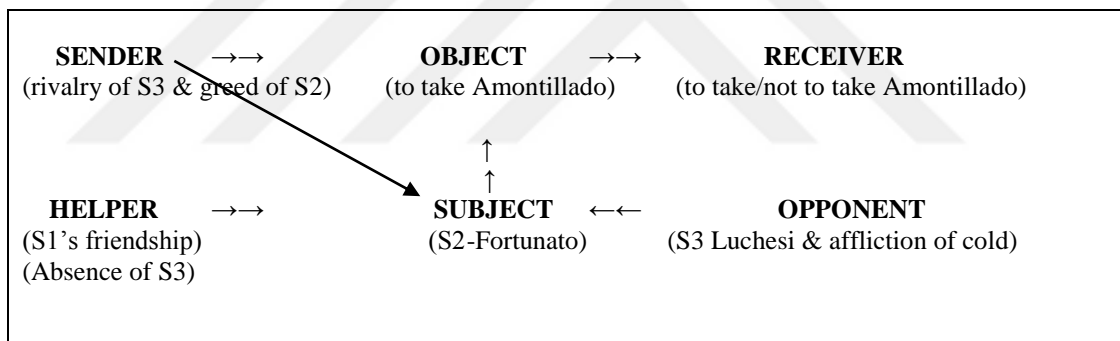 SENDER →→ OBJECT →→ RECEIVER
(rivalry of S3 & greed of S2) (to take Amontillado) (to take/not to take Amontillado)
↑
↑
HELPER →→ SUBJECT ←← OPPONENT
(S1's friendship) (S2-Fortunato) (S3 Luchesi & affliction of cold)
(Absence of S3)